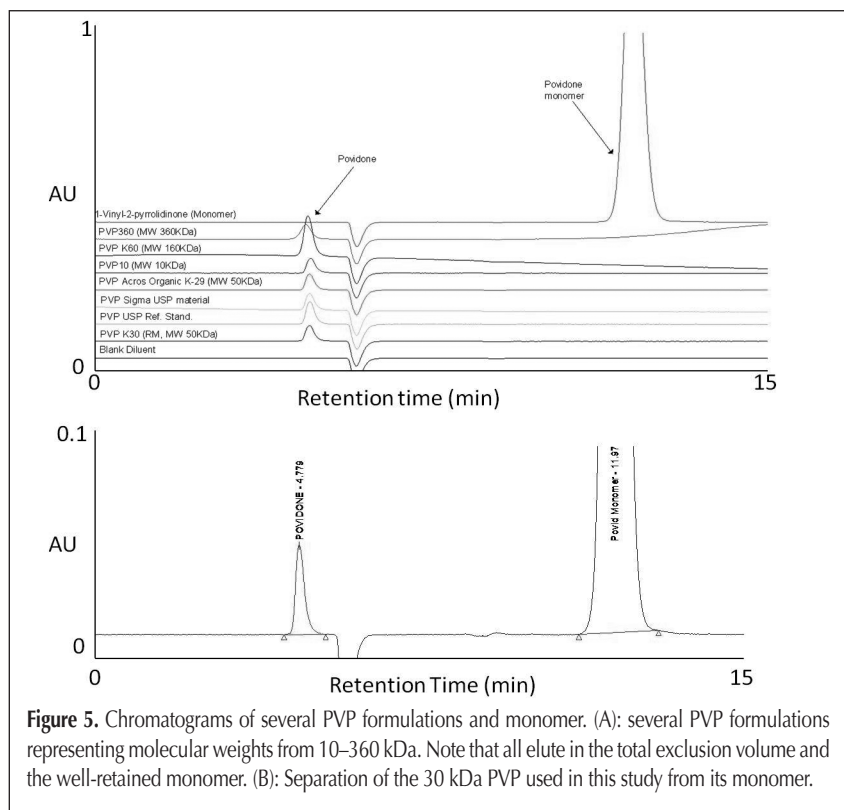 1
Povidone
monomer
Povidone
AU
1-Vinyl-2-pyrrolidinone (Monomer)
PVP360 (MW 360KDa)
PVP K60 (MW 160KDa)
PVP10 (MW 10KDa)
PVP Acros Organic K-29 (MW 50KDa)
PVP Sigma USP material
PVP USP Ref. Stand.
PVP K30 (RM, MW 50KDa)
Blank Diluent
0
0
15
Retention time (min)
0.1
POVIDONE - 4.779
Povid Monomer - 11.97
AU
0
0
15
Retention Time (min)
Figure 5. Chromatograms of several PVP formulations and monomer. (A): several PVP formulations
representing molecular weights from 10–360 kDa. Note that all elute in the total exclusion volume and
the well-retained monomer. (B): Separation of the 30 kDa PVP used in this study from its monomer.